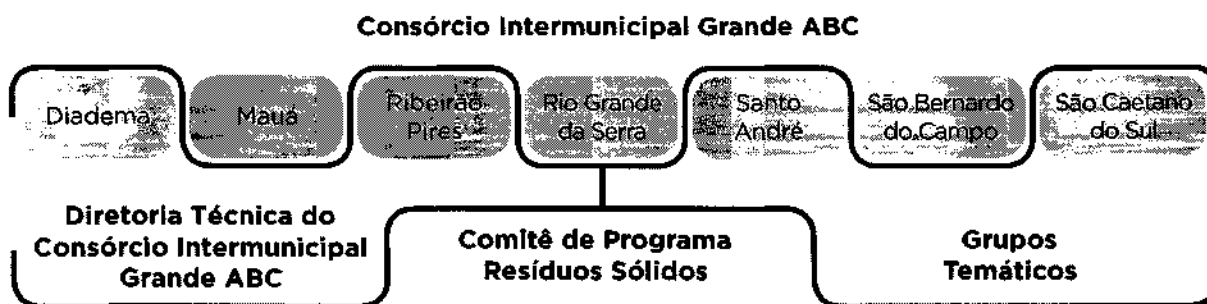 Consórcio Intermunicipal Grande ABC
Diadema
Mauá
Ribeirão
Pires
Rio Grande
da Serra
Santo
André
São Bernardo
do Campo
São Caetano
do Sul
Diretoria Técnica do
Consórcio Intermunicipal
Grande ABC
Comitê de Programa
Resíduos Sólidos
Grupos
Temáticos